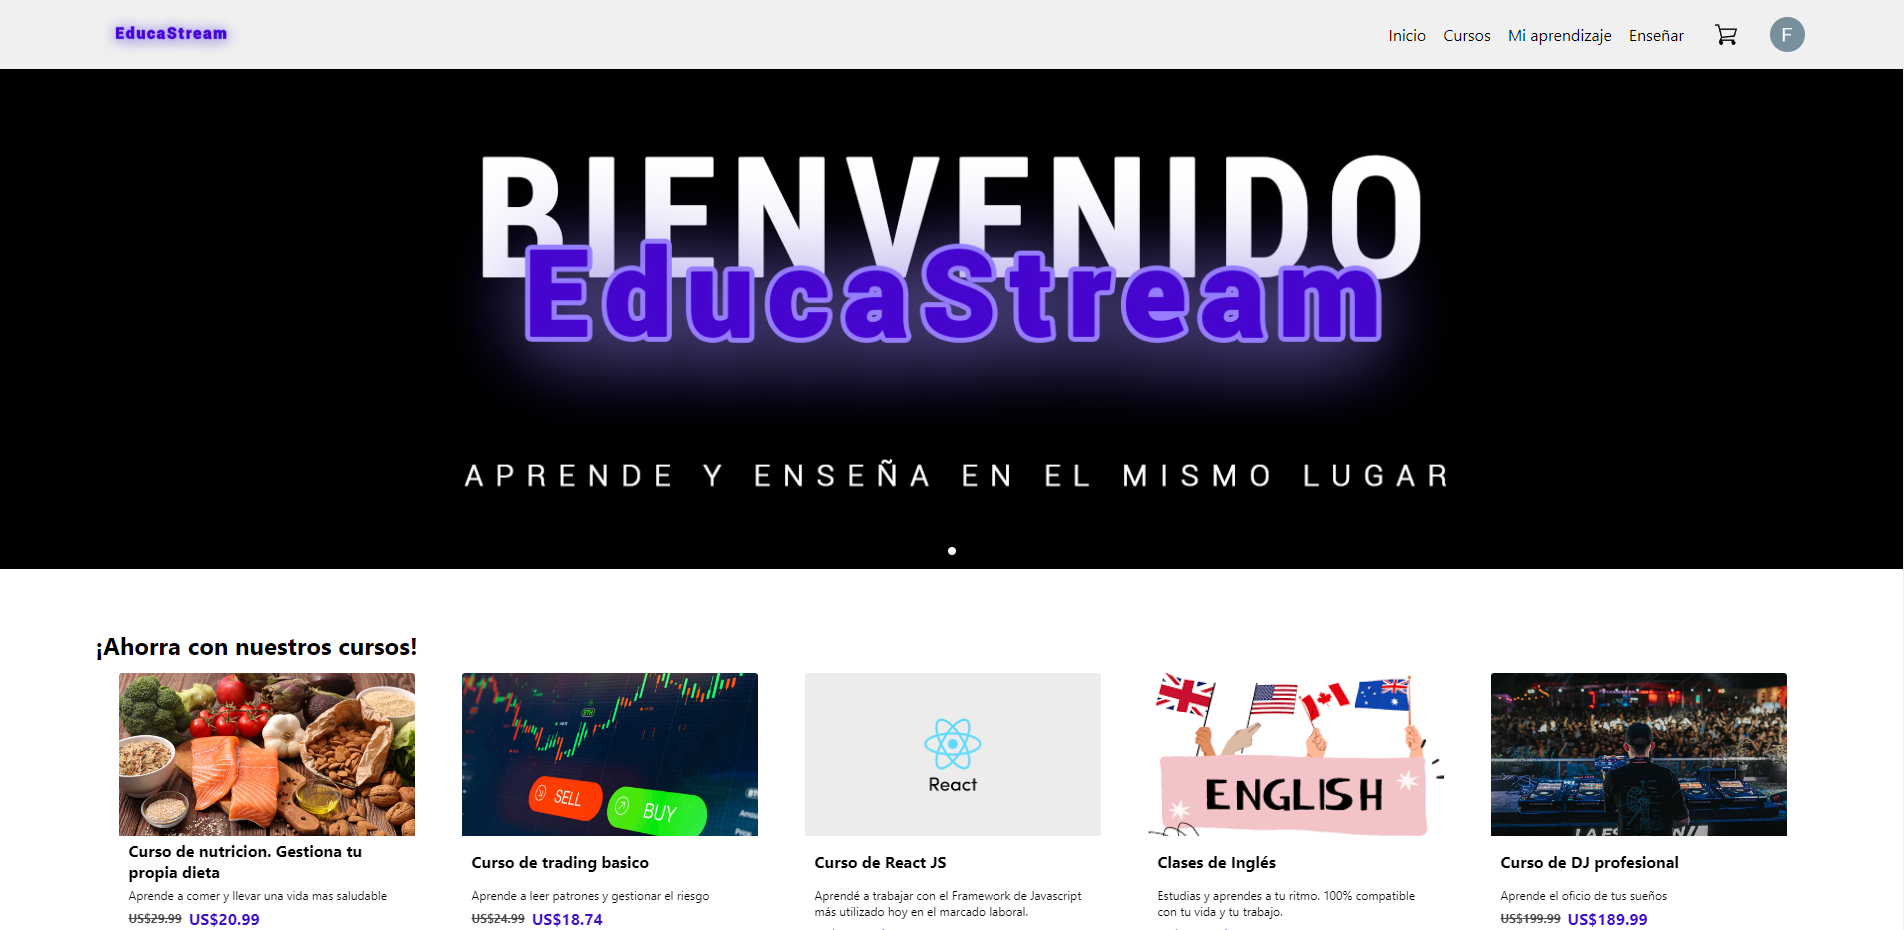 EducaStream
Inicio Cursos Mi aprendizaje Enseñar
F
BIENVENIDO
EducaStream
APRENDE Y ENSEÑA EN EL MISMO LUGAR
¡Ahorra con nuestros cursos!
ETH
SELL
BUY
React
ENGLISH
Curso de nutricion. Gestiona tu
propia dieta
Aprende a comer y llevar una vida mas saludable
US$29.99 US$20.99
Curso de trading basico
Aprende a leer patrones y gestionar el riesgo
US$24.99 US$18.74
Curso de React JS
Aprendé a trabajar con el Framework de Javascript
más utilizado hoy en el marcado laboral.
Clases de Inglés
Estudias y aprendes a tu ritmo. 100% compatible
con tu vida y tu trabajo.
Curso de DJ profesional
Aprende el oficio de tus sueños
US$199.99 US$189.99